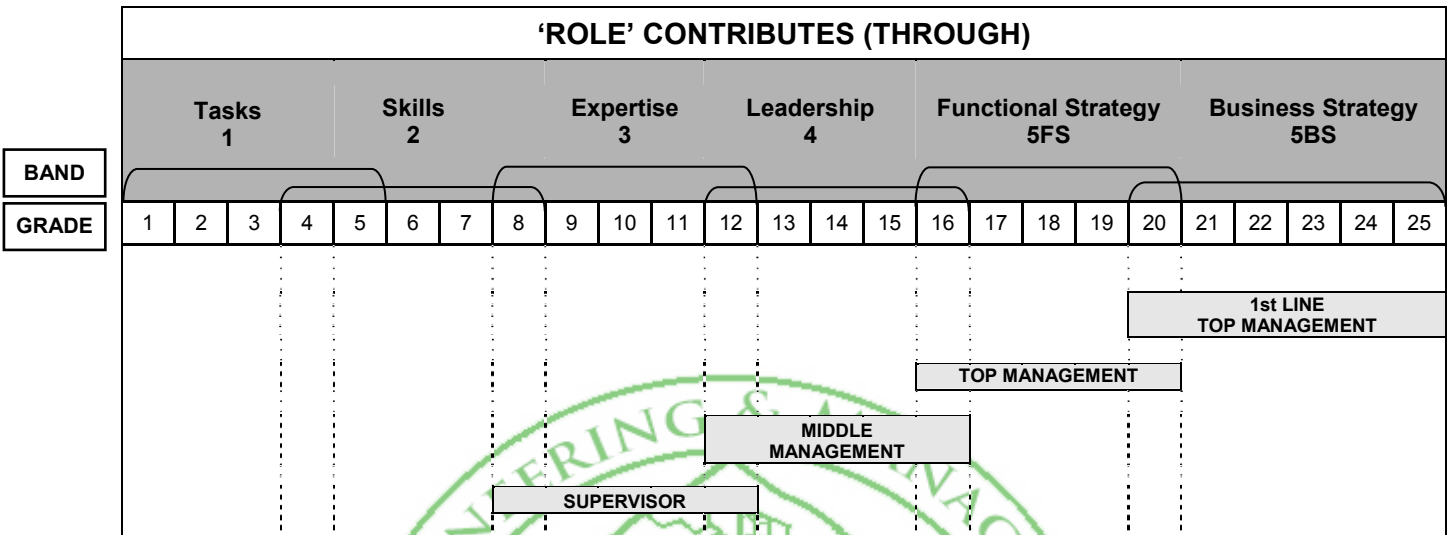 ‘ROLE’ CONTRIBUTES (THROUGH)
Tasks
1
Skills
2
Expertise
3
Leadership
4
Functional Strategy
5FS
Business Strategy
5BS
BAND
GRADE 1 2 3 4 5 6 7 8 9 10 11 12 13 14 15 16 17 18 19 20 21 22 23 24 25
1st LINE
TOP MANAGEMENT
TOP MANAGEMENT
MIDDLE
MANAGEMENT
SUPERVISOR